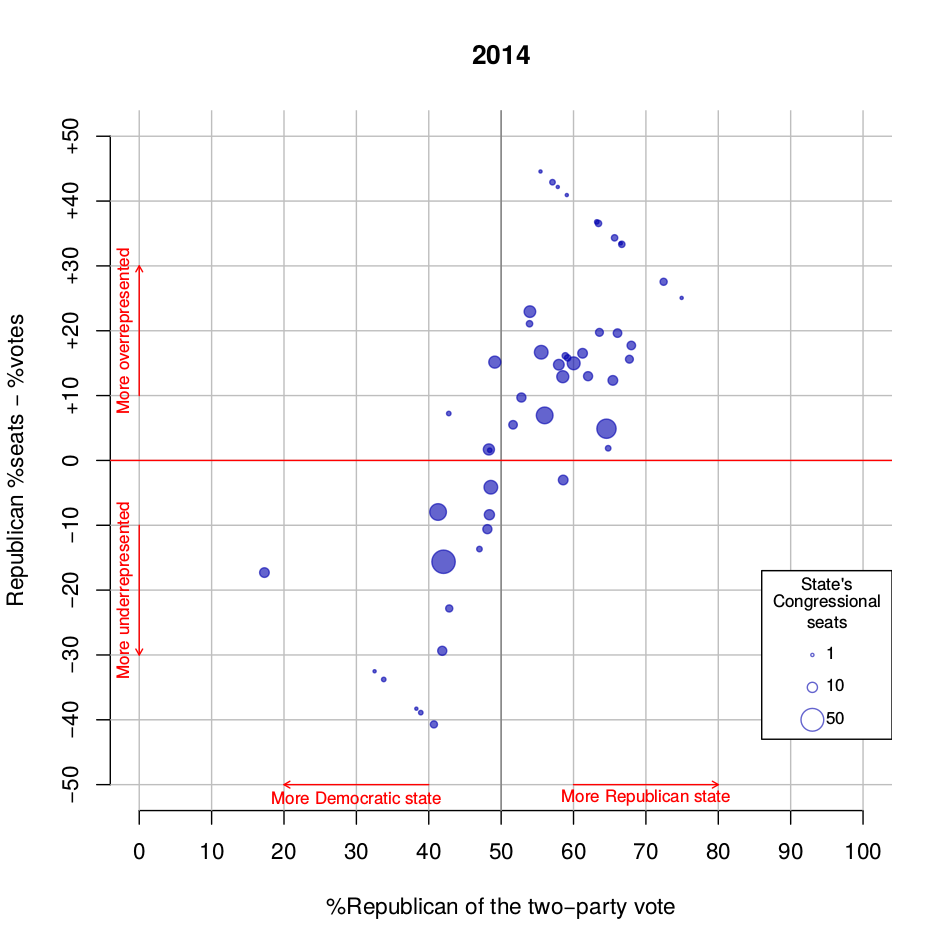 2014
Republican %seats − %votes
+50
+40
+30
+20
+10
0
−10
−20
−30
−40
−50
More overrepresented
More underrepresented
State's
Congressional
seats
1
10
50
More Democratic state
More Republican state
0 10 20 30 40 50 60 70 80 90 100
%Republican of the two−party vote